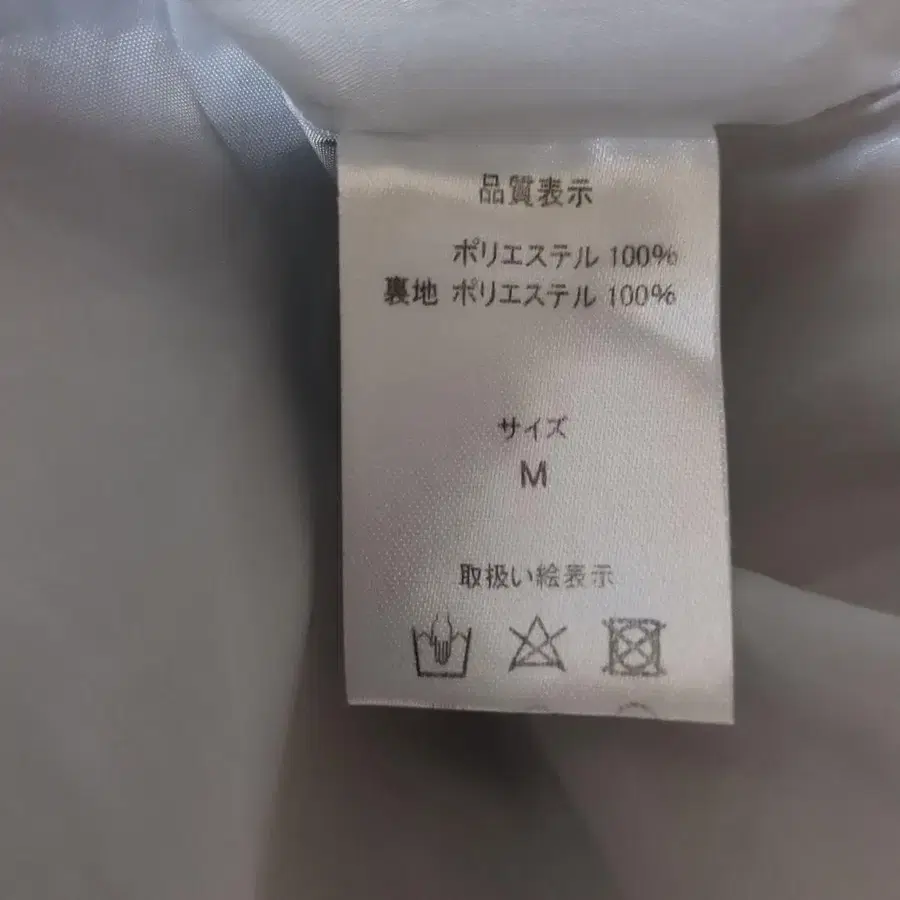 品質表示
ポリエステル 100%
裏地 ポリエステル 100%
サイズ
M
取扱い絵表示